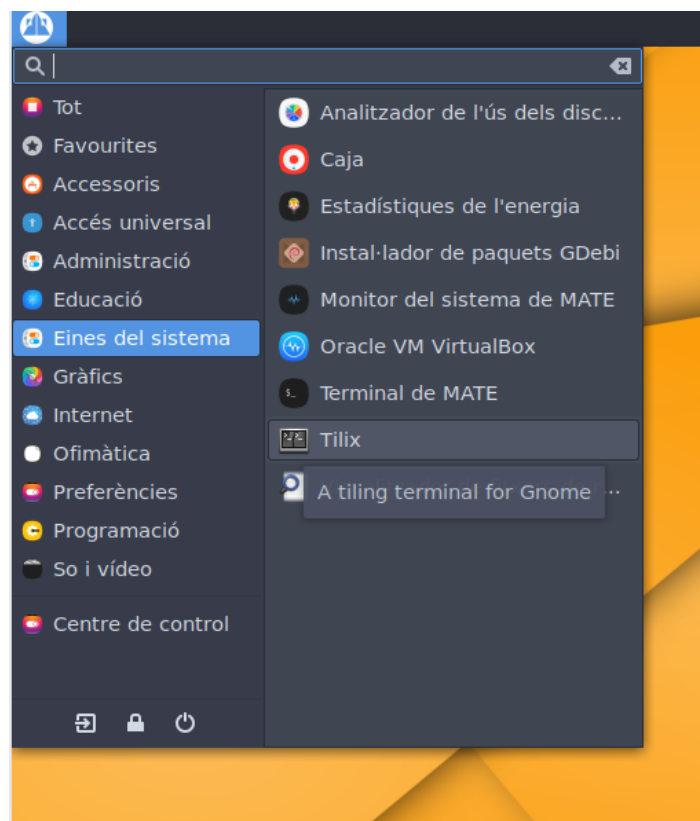 Tot
Favourites
Accessoris
Accés universal
Administració
Educació
Eines del sistema
Gràfics
Internet
Ofimàtica
Preferències
Programació
So i vídeo
Centre de control
Analitzador de l'ús dels disc...
Caja
Estadístiques de l'energia
Instal·lador de paquets GDebi
Monitor del sistema de MATE
Oracle VM VirtualBox
Terminal de MATE
Tilix
A tiling terminal for Gnome